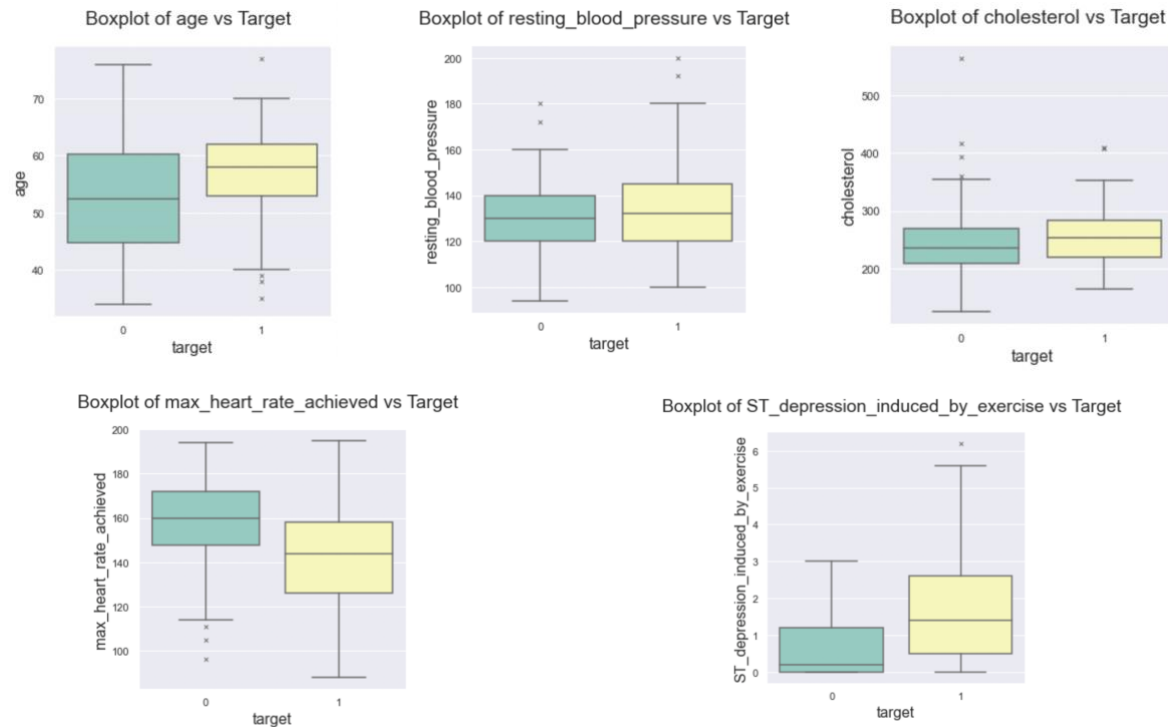 Boxplot of age vs Target
70
60
50
40
age
0 1
target
Boxplot of resting_blood_pressure vs Target
200
180
160
140
120
100
resting_blood_pressure
0 1
target
Boxplot of cholesterol vs Target
500
400
300
200
cholesterol
0 1
target
Boxplot of max_heart_rate_achieved vs Target
200
180
160
140
120
100
max_heart_rate_achieved
0 1
target
Boxplot of ST_depression_induced_by_exercise vs Target
6
5
4
3
2
1
0
ST_depression_induced_by_exercise
0 1
target